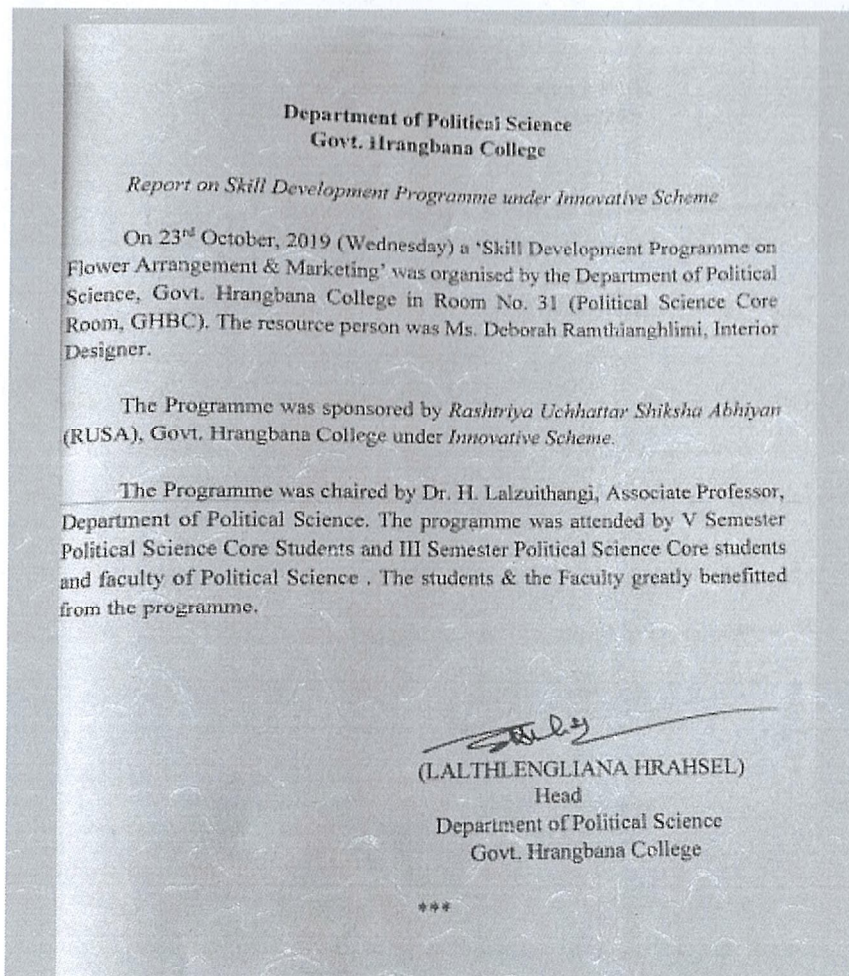 Department of Political Science
Govt. Hrangbana College
Report on Skill Development Programme under Innovative Scheme
On 23rd October, 2019 (Wednesday) a ‘Skill Development Programme on
Flower Arrangement & Marketing’ was organised by the Department of Political
Science, Govt. Hrangbana College in Room No. 31 (Political Science Core
Room, GHBC). The resource person was Ms. Deborah Ramthianghlimi, Interior
Designer.
The Programme was sponsored by Rashtriya Uchhattar Shiksha Abhiyan
(RUSA), Govt. Hrangbana College under Innovative Scheme.
The Programme was chaired by Dr. H. Lalzuithangi, Associate Professor,
Department of Political Science. The programme was attended by V Semester
Political Science Core Students and III Semester Political Science Core students
and faculty of Political Science . The students & the Faculty greatly benefitted
from the programme.
(LALTHLENGLIANA HRAHSEL)
Head
Department of Political Science
Govt. Hrangbana College
***